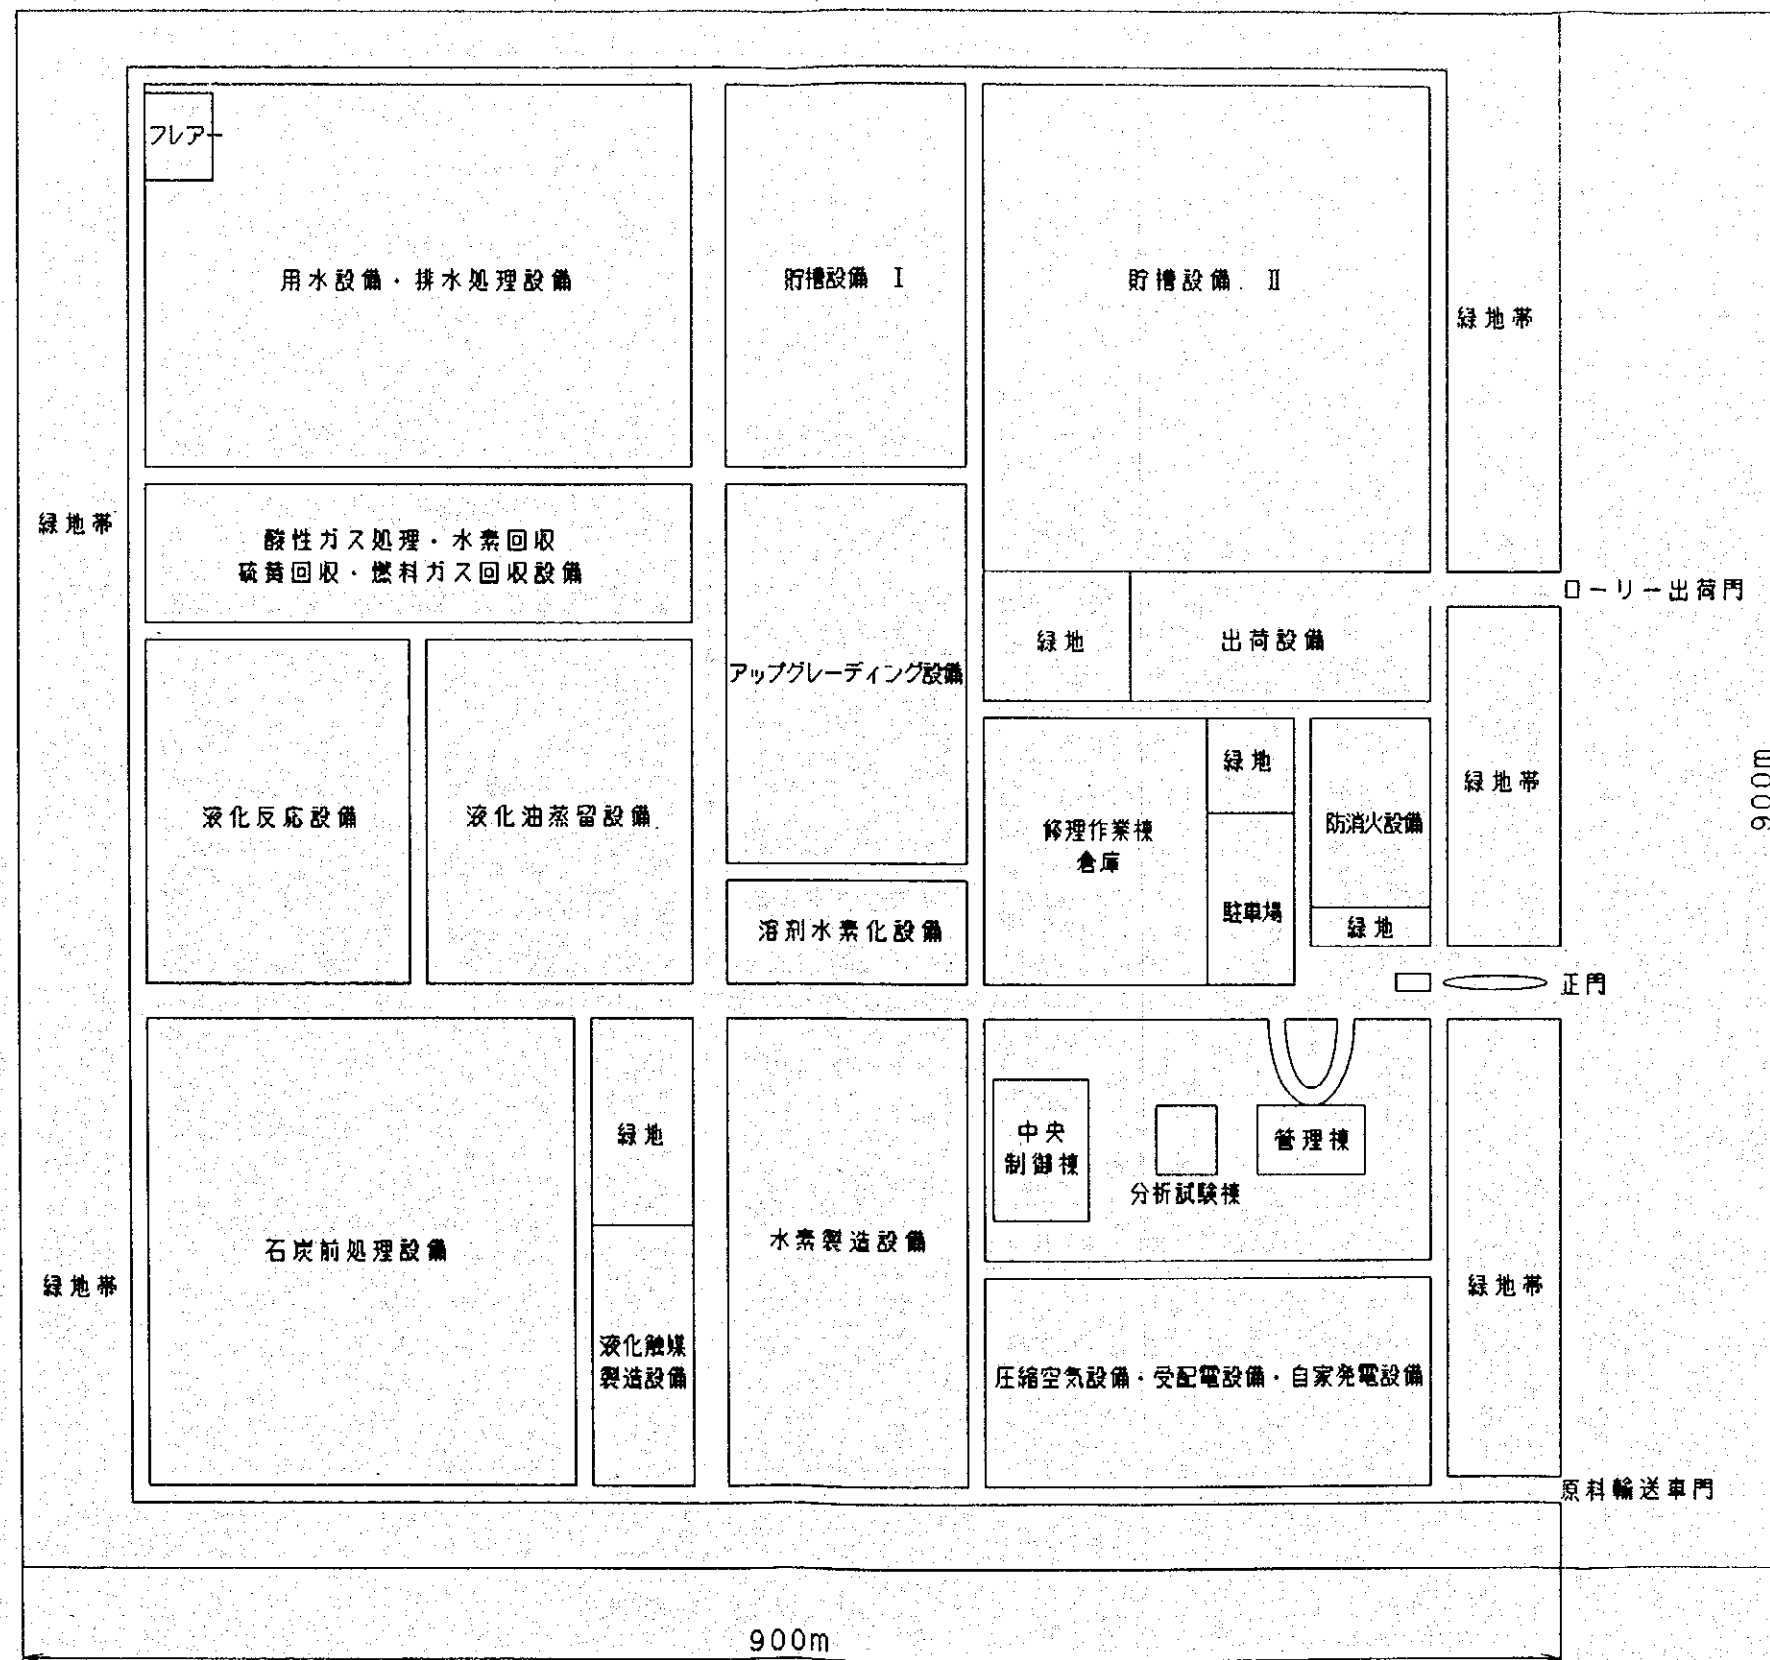 フレアー
用水設備・排水処理設備
貯槽設備 Ⅰ
貯槽設備 Ⅱ
緑地帯
緑地帯
酸性ガス処理・水素回収
硫黄回収・燃料ガス回収設備
ローリー出荷門
緑地
出荷設備
アップグレーディング設備
液化反応設備
液化油蒸留設備
修理作業棟
倉庫
緑地
駐車場
防消火設備
緑地
緑地帯
900m
溶剤水素化設備
正門
緑地
中央
制御棟
分析試験棟
管理棟
石炭前処理設備
水素製造設備
緑地帯
緑地帯
液化触媒
製造設備
圧縮空気設備・受配電設備・自家発電設備
原料輸送車門
900m